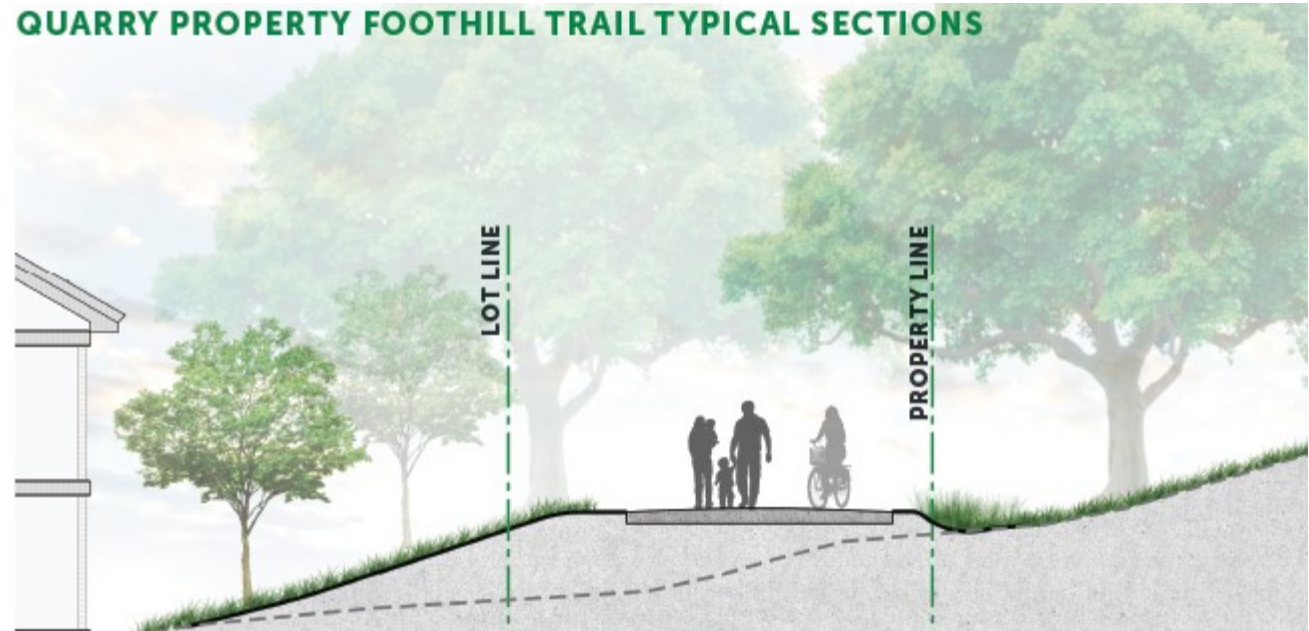 QUARRY PROPERTY FOOTHILL TRAIL TYPICAL SECTIONS
LOT LINE
PROPERTY LINE